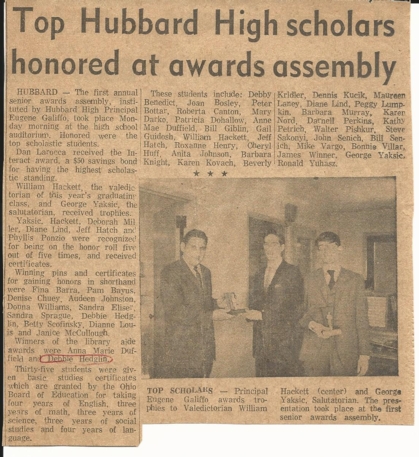 Top Hubbard High scholars
honored at awards assembly
HUBBARD — The first annual
senior awards assembly, insti-
tuted by Hubbard High Principal
Eugene Galiffo, took place Mon-
day morning at the high school
auditorium. Honored were the
top scholastic students.
Dan Lazocca received the In-
teract award, a $50 savings bond
for having the highest scholas-
tic standing.
William Hackett, the valedic-
torian of this year's graduating
class, and George Yaksic, the
salutatorian, received trophies.
Yaksic, Hackett, Deborah Mil
ler, Diane Lind, Jeff Hatch and
Phyllis Ponzio were recognized
for being on the honor roll five
out of five times, and received
certificates.
Winning pins and certificates
for gaining honors in shorthand
were Fina Barra, Pam Bayus,
Denise Chuey, Audeen Johnston,
Donna Williams, Sandra Eliser,
Sandra Sprague, Debbie Hedg-
lin, Betty Scofinsky, Dianne Lou-
is and Janice McCullough.
Winners of the library aide
awards were Anna Marie Duf-
field and Debbie Hedglin.
Thirty-five students were giv-
en basic studies certificates
which are granted by the Ohio
Board of Education for taking
four years of English, three
years of math, three years of
science, three years of social
studies and four years of lan-
guage.
These students include: Debby
Benedict, Joan Bosley, Peter
Bottar, Roberta Canton, Mary
Darko, Patricia Dehallow, Anne
Mae Duffield, Bill Giblin, Gail
Guidosh, William Hackett, Jeff
Hatch, Roxanne Henry, Cheryl
Huff, Anita Johnson, Barbara
Knight, Karen Kovach, Beverly
Kridler, Dennis Kucik, Maureen
Laney, Diane Lind, Peggy Lump-
kin, Barbara Murray, Karen
Nord, Darnell Perkins, Kathy
Petrich, Walter Pishkur, Steve
Sakonyi, John Senich, Bill Sen-
ich, Mike Vargo, Bonnie Villar,
James Winner, George Yaksic,
Ronald Yuhasz.
★ ★ ★
TOP SCHOLARS — Principal
Eugene Galiffo awards tro-
phies to Valedictorian William
Hackett (center) and George
Yaksic, Salutatorian. The pres-
entation took place at the first
senior awards assembly.